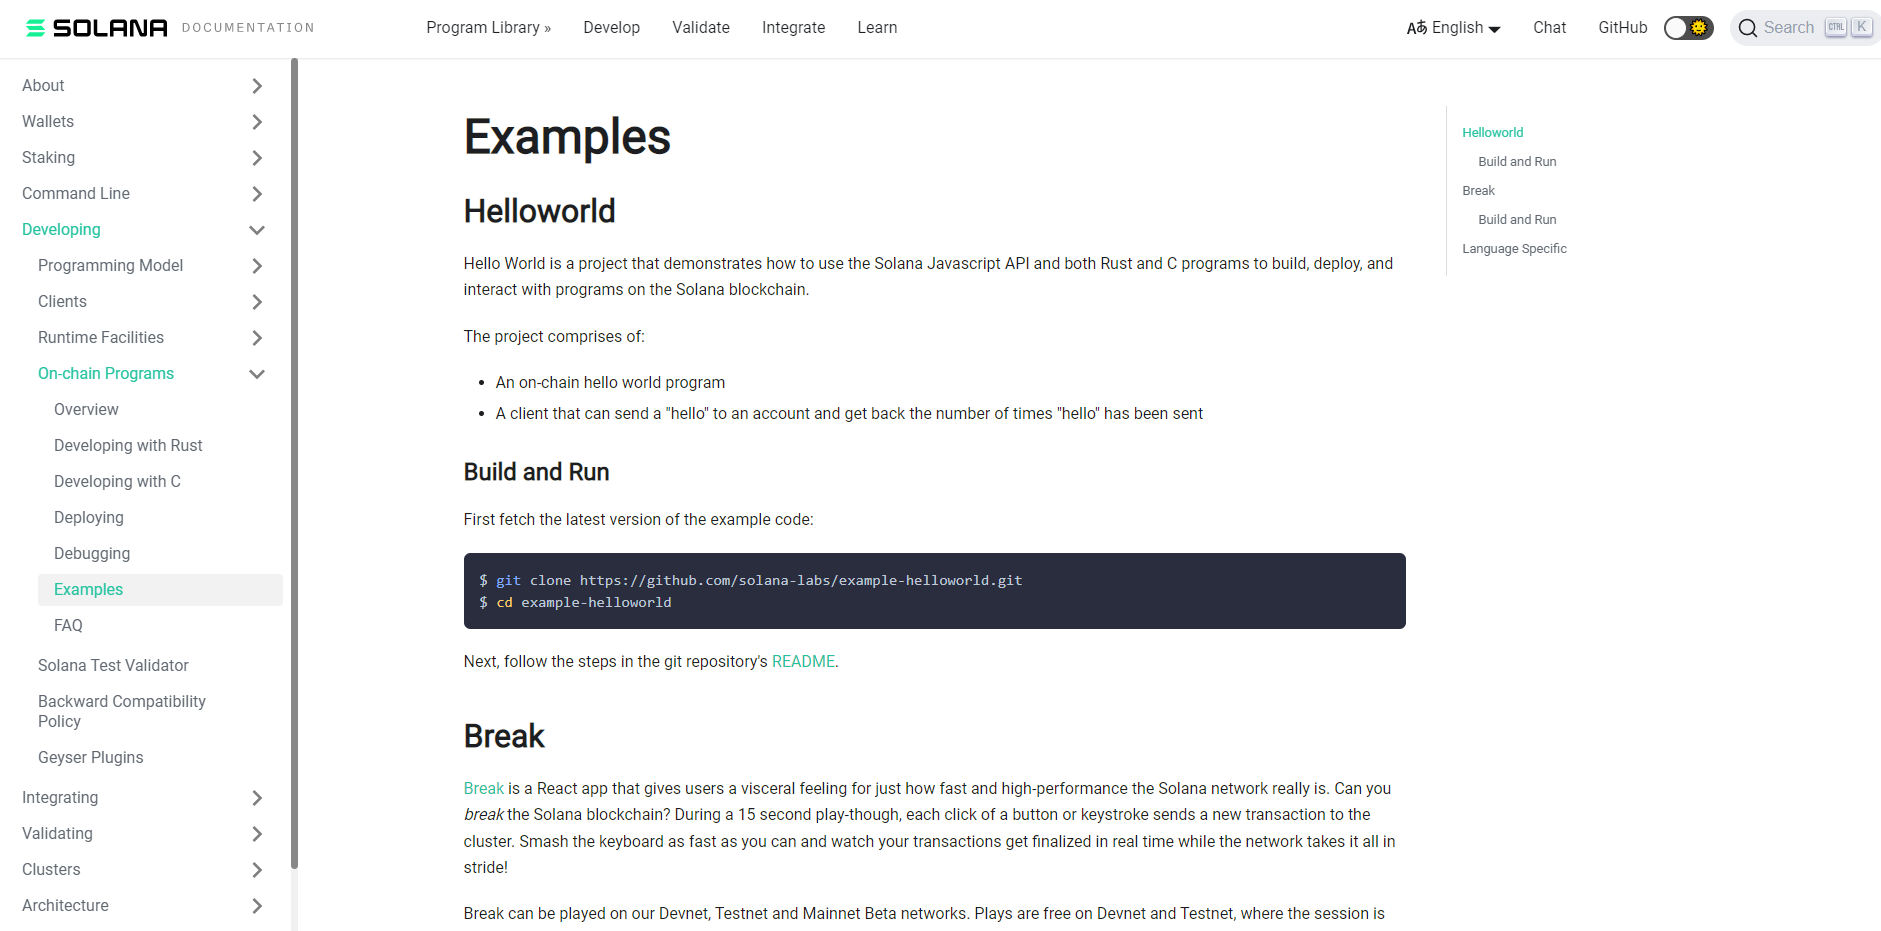 SOLANA DOCUMENTATION Program Library » Develop Validate Integrate Learn Aあ English Chat GitHub Search CTRL K
About
Wallets
Staking
Command Line
Developing
Programming Model
Clients
Runtime Facilities
On-chain Programs
Overview
Developing with Rust
Developing with C
Deploying
Debugging
Examples
FAQ
Solana Test Validator
Backward Compatibility
Policy
Geyser Plugins
Integrating
Validating
Clusters
Architecture
Examples
Helloworld
Hello World is a project that demonstrates how to use the Solana Javascript API and both Rust and C programs to build, deploy, and
interact with programs on the Solana blockchain.
The project comprises of:
• An on-chain hello world program
• A client that can send a "hello" to an account and get back the number of times "hello" has been sent
Build and Run
First fetch the latest version of the example code:
$ git clone https://github.com/solana-labs/example-helloworld.git
$ cd example-helloworld
Next, follow the steps in the git repository's README.
Break
Break is a React app that gives users a visceral feeling for just how fast and high-performance the Solana network really is. Can you
break the Solana blockchain? During a 15 second play-though, each click of a button or keystroke sends a new transaction to the
cluster. Smash the keyboard as fast as you can and watch your transactions get finalized in real time while the network takes it all in
stride!
Break can be played on our Devnet, Testnet and Mainnet Beta networks. Plays are free on Devnet and Testnet, where the session is
Helloworld
Build and Run
Break
Build and Run
Language Specific